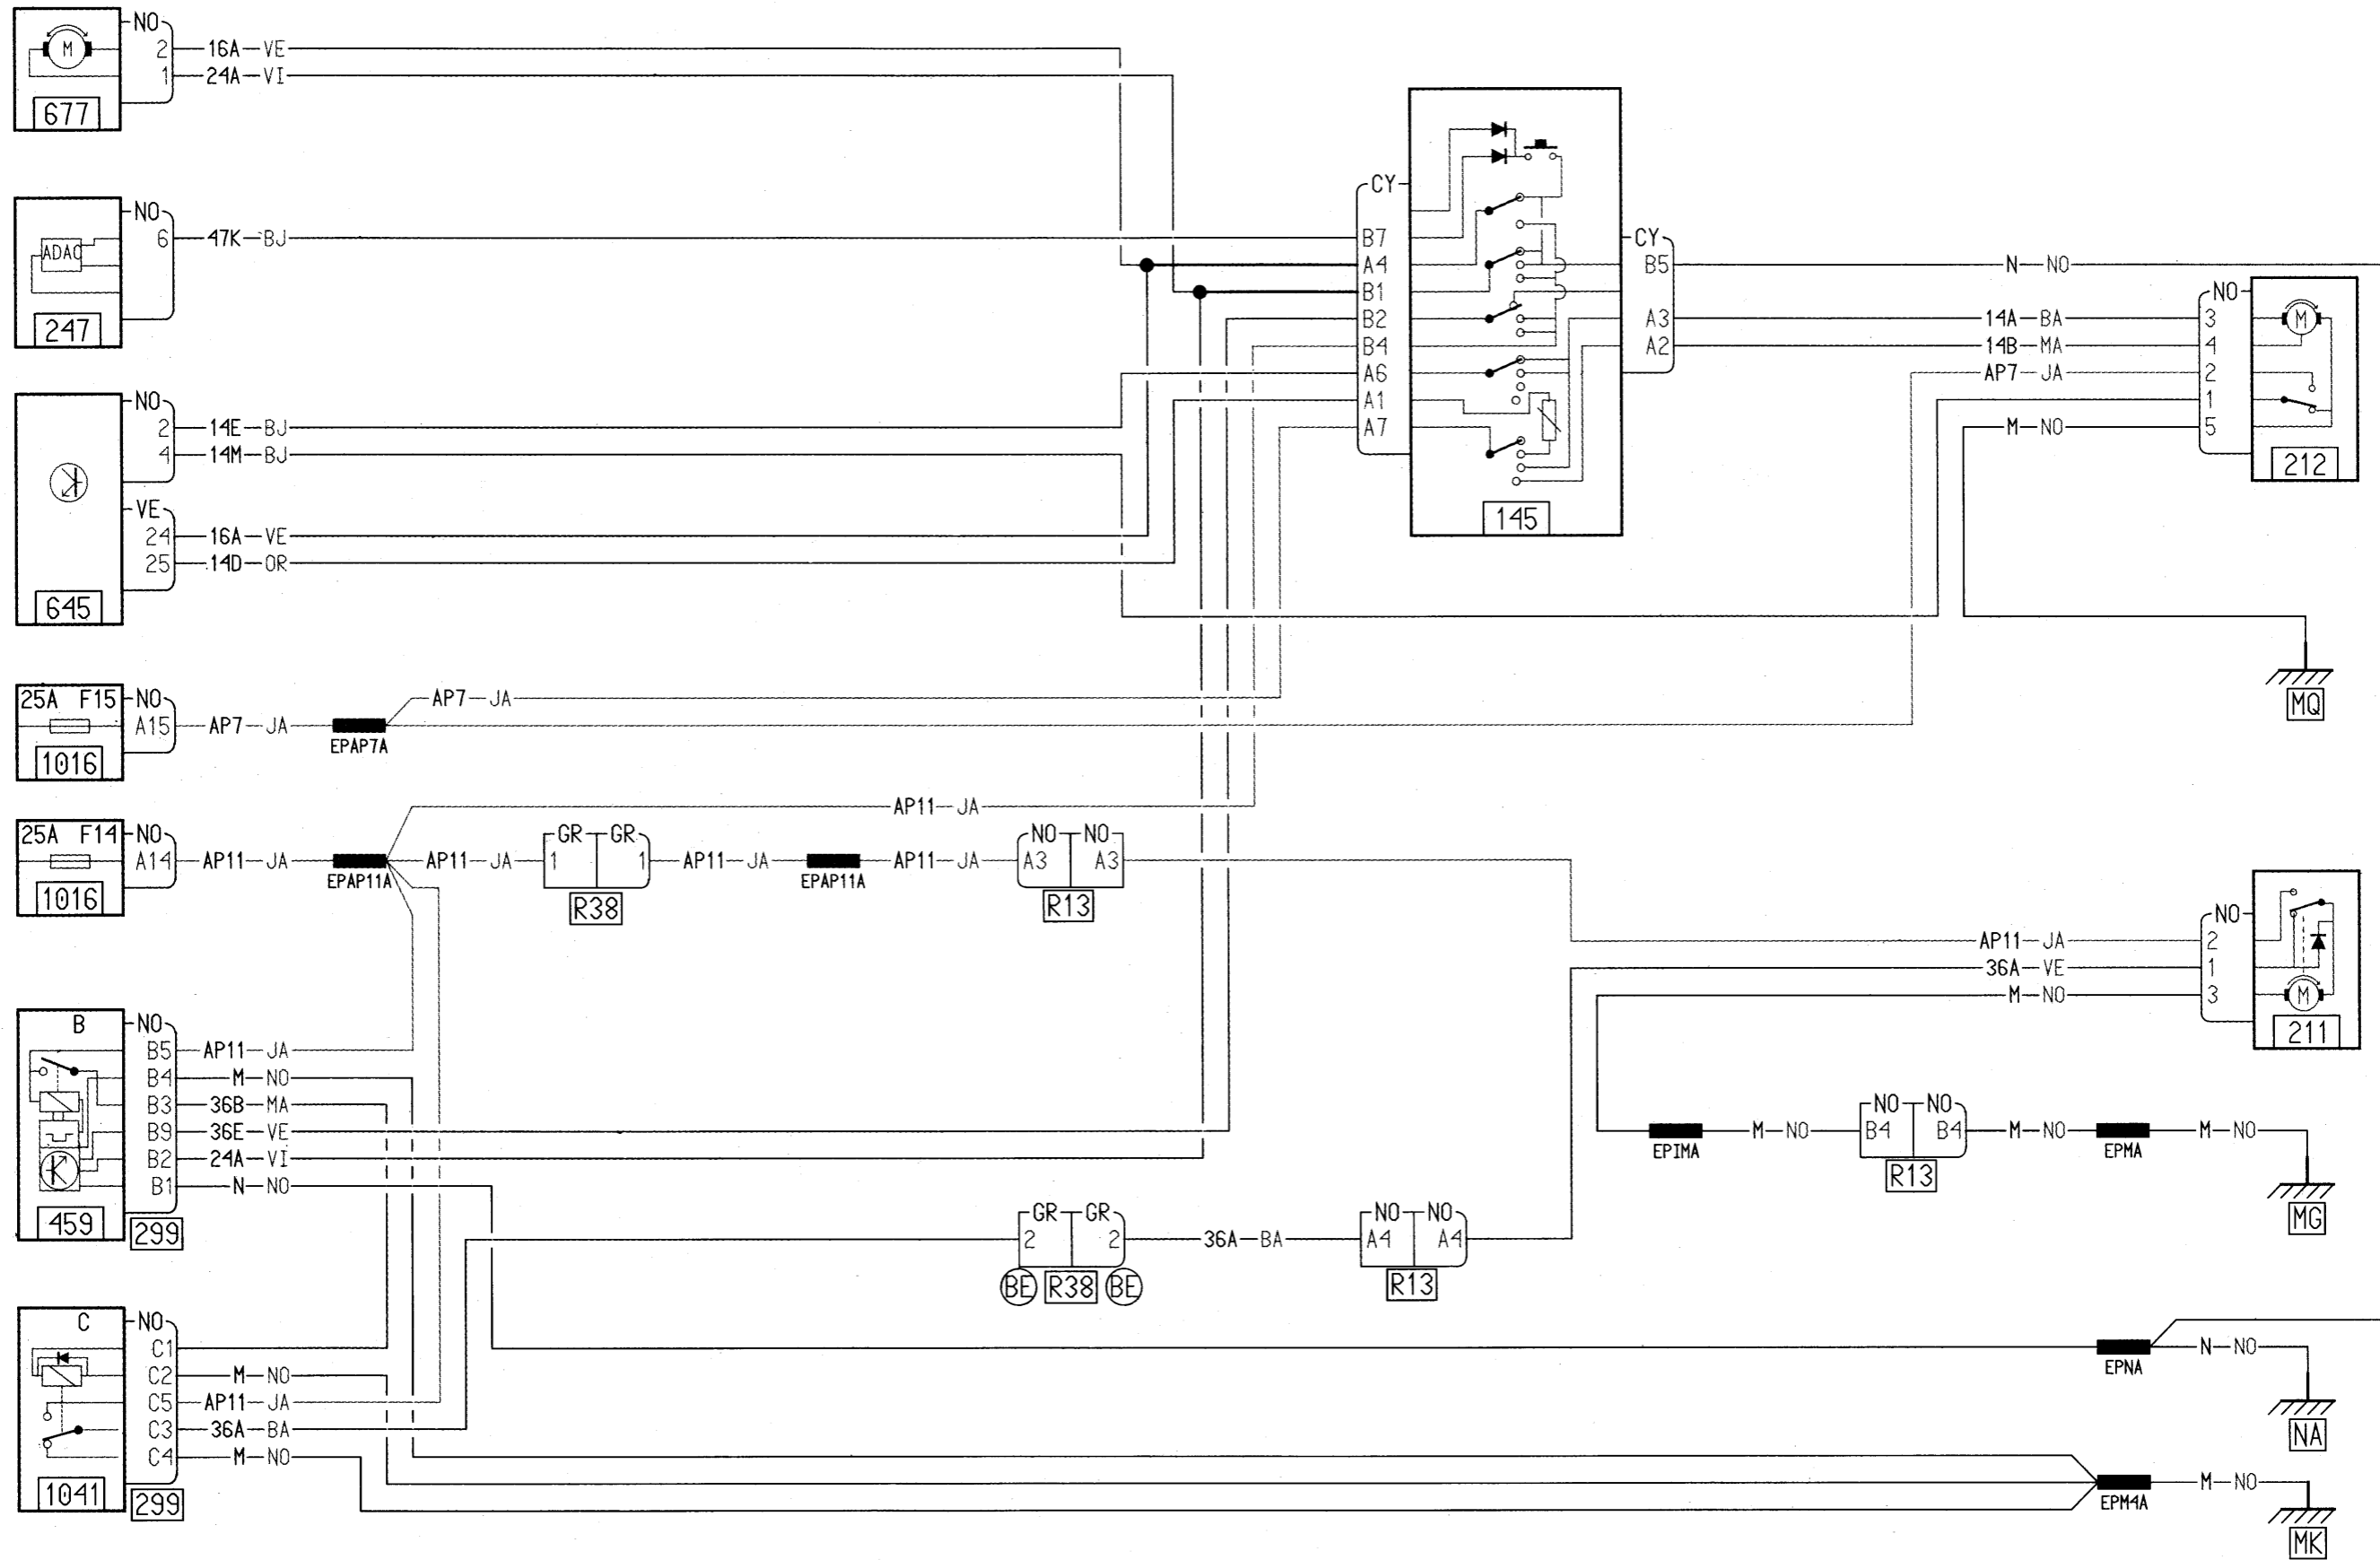 NO
M
2 16A VE
1 24A VI
677
NO
6 47K BJ
ADAC
247
NO
2 14E BJ
4 14M BJ
VE
24 16A VE
25 14D OR
645
CY
B7
A4
B1
B2
B4
A6
A1
A7
145
CY
B5 N NO
A3 14A BA
A2 14B MA
AP7 JA
M NO
NO
3
4
2
1
5
M
212
MQ
25A F15 NO
A15 AP7 JA
1016
EPAP7A
AP7 JA
AP11 JA
25A F14 NO
A14 AP11 JA
1016
EPAP11A
AP11 JA
GR GR
1 1
R38
AP11 JA
EPAP11A
AP11 JA
NO NO
A3 A3
R13
AP11 JA
36A VE
M NO
NO
2
1
3
M
211
B NO
B5 AP11 JA
B4 M NO
B3 36B MA
B9 36E VE
B2 24A VI
B1 N NO
459
299
EPIMA
M NO
NO NO
B4 B4
R13
M NO
EPMA
M NO
MG
GR GR
2 2
BE R38 BE
36A BA
NO NO
A4 A4
R13
C NO
C1
C2 M NO
C5 AP11 JA
C3 36A BA
C4 M NO
1041
299
EPNA
N NO
NA
EPM4A
M NO
MK